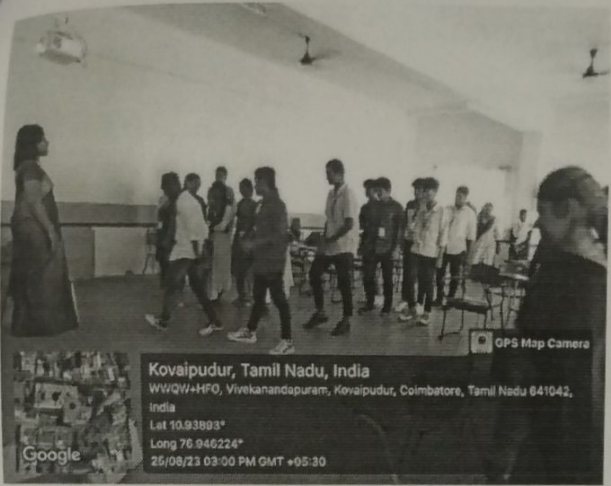 GPS Map Camera
Kovaipudur, Tamil Nadu, India
WWQW+HFO, Vivekanandapuram, Kovaipudur, Coimbatore, Tamil Nadu 641042,
India
Lat 10.93893°
Long 76.946224°
25/08/23 03:00 PM GMT +05:30
Google